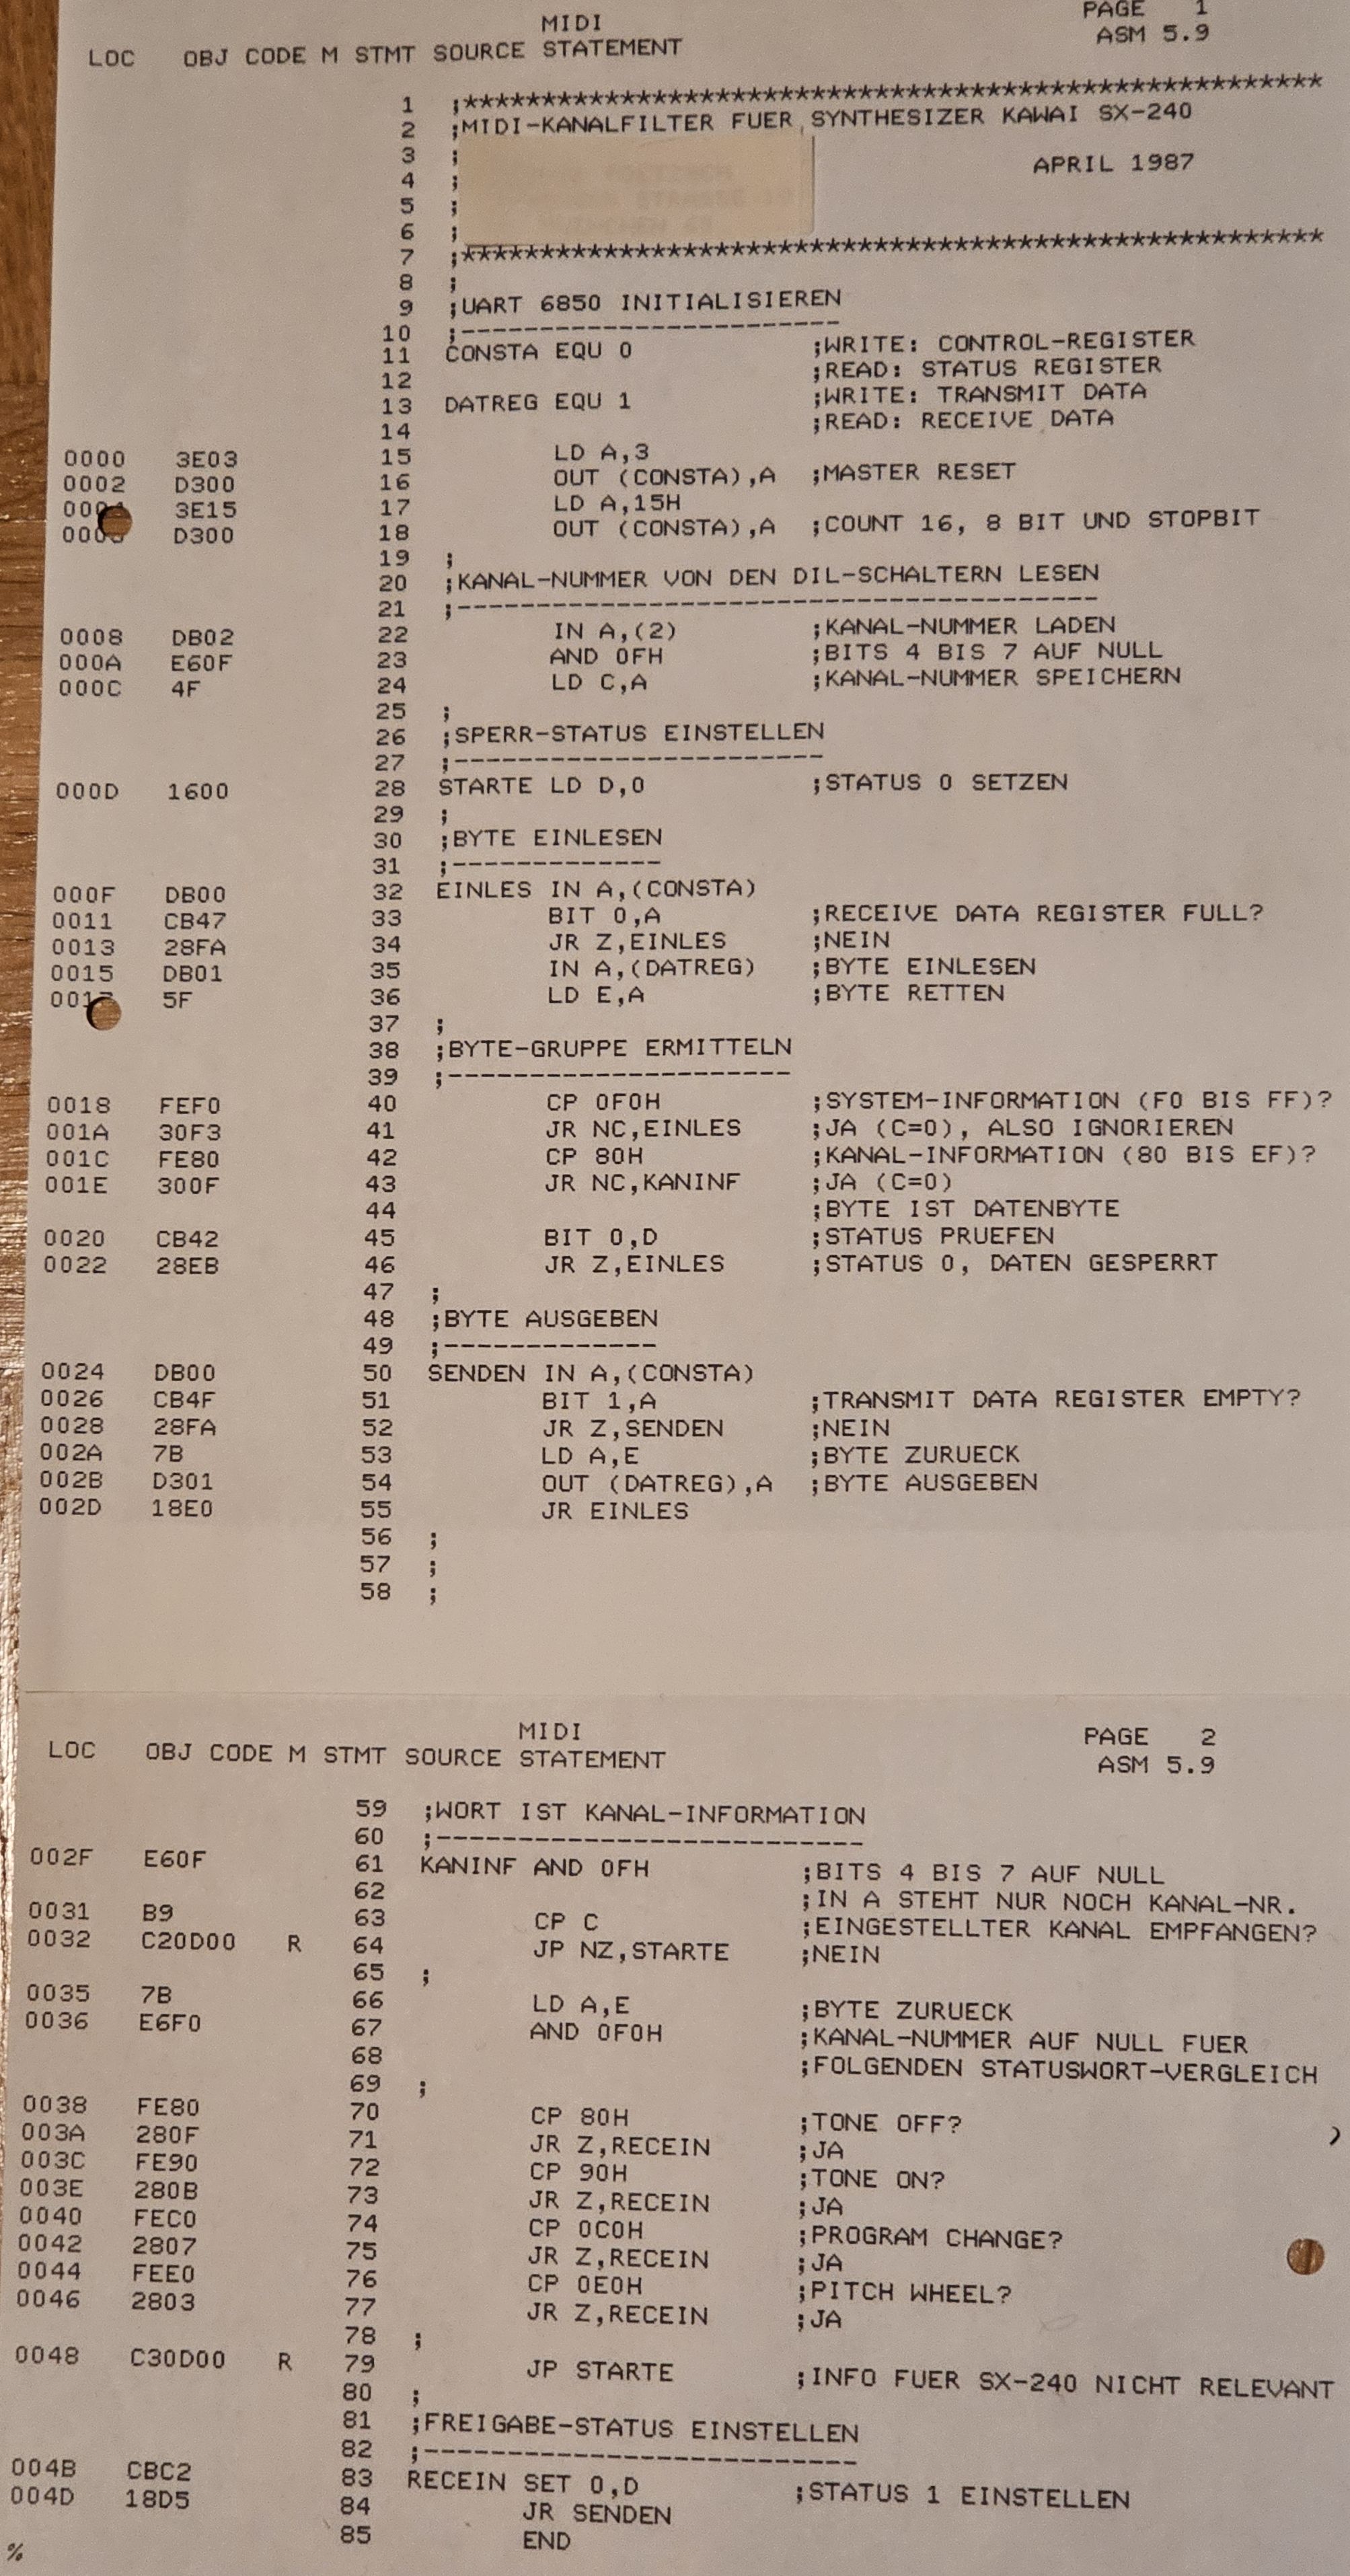 MIDI PAGE 1
LOC OBJ CODE M STMT SOURCE STATEMENT ASM 5.9
1 ;*****************************************************
2 ;MIDI-KANALFILTER FUER SYNTHESIZER KAWAI SX-240
3 ;
4 ; APRIL 1987
5 ;
6 ;
7 ;*****************************************************
8 ;
9 ;UART 6850 INITIALISIEREN
10 ;-----------------------
11 CONSTA EQU 0 ;WRITE: CONTROL-REGISTER
12 ;READ: STATUS REGISTER
13 DATREG EQU 1 ;WRITE: TRANSMIT DATA
14 ;READ: RECEIVE DATA
0000 3E03 15 LD A,3
0002 D300 16 OUT (CONSTA),A ;MASTER RESET
3E15 17 LD A,15H
D300 18 OUT (CONSTA),A ;COUNT 16, 8 BIT UND STOPBIT
19 ;
20 ;KANAL-NUMMER VON DEN DIL-SCHALTERN LESEN
21 ;---------------------------------------
0008 DB02 22 IN A,(2) ;KANAL-NUMMER LADEN
000A E60F 23 AND 0FH ;BITS 4 BIS 7 AUF NULL
000C 4F 24 LD C,A ;KANAL-NUMMER SPEICHERN
25 ;
26 ;SPERR-STATUS EINSTELLEN
27 ;----------------------
000D 1600 28 STARTE LD D,0 ;STATUS 0 SETZEN
29 ;
30 ;BYTE EINLESEN
31 ;-------------
000F DB00 32 EINLES IN A,(CONSTA)
0011 CB47 33 BIT 0,A ;RECEIVE DATA REGISTER FULL?
0013 28FA 34 JR Z,EINLES ;NEIN
0015 DB01 35 IN A,(DATREG) ;BYTE EINLESEN
0017 5F 36 LD E,A ;BYTE RETTEN
37 ;
38 ;BYTE-GRUPPE ERMITTELN
39 ;---------------------
0018 FEF0 40 CP 0F0H ;SYSTEM-INFORMATION (F0 BIS FF)?
001A 30F3 41 JR NC,EINLES ;JA (C=0), ALSO IGNORIEREN
001C FE80 42 CP 80H ;KANAL-INFORMATION (80 BIS EF)?
001E 300F 43 JR NC,KANINF ;JA (C=0)
44 ;BYTE IST DATENBYTE
0020 CB42 45 BIT 0,D ;STATUS PRUEFEN
0022 28EB 46 JR Z,EINLES ;STATUS 0, DATEN GESPERRT
47 ;
48 ;BYTE AUSGEBEN
49 ;-------------
0024 DB00 50 SENDEN IN A,(CONSTA)
0026 CB4F 51 BIT 1,A ;TRANSMIT DATA REGISTER EMPTY?
0028 28FA 52 JR Z,SENDEN ;NEIN
002A 7B 53 LD A,E ;BYTE ZURUECK
002B D301 54 OUT (DATREG),A ;BYTE AUSGEBEN
002D 18E0 55 JR EINLES
56 ;
57 ;
58 ;
MIDI PAGE 2
LOC OBJ CODE M STMT SOURCE STATEMENT ASM 5.9
59 ;WORT IST KANAL-INFORMATION
60 ;--------------------------
002F E60F 61 KANINF AND 0FH ;BITS 4 BIS 7 AUF NULL
62 ;IN A STEHT NUR NOCH KANAL-NR.
0031 B9 63 CP C ;EINGESTELLTER KANAL EMPFANGEN?
0032 C20D00 R 64 JP NZ,STARTE ;NEIN
65 ;
0035 7B 66 LD A,E ;BYTE ZURUECK
0036 E6F0 67 AND 0F0H ;KANAL-NUMMER AUF NULL FUER
68 ;FOLGENDEN STATUSWORT-VERGLEICH
69 ;
0038 FE80 70 CP 80H ;TONE OFF?
003A 280F 71 JR Z,RECEIN ;JA
003C FE90 72 CP 90H ;TONE ON?
003E 280B 73 JR Z,RECEIN ;JA
0040 FEC0 74 CP 0C0H ;PROGRAM CHANGE?
0042 2807 75 JR Z,RECEIN ;JA
0044 FEE0 76 CP 0E0H ;PITCH WHEEL?
0046 2803 77 JR Z,RECEIN ;JA
78 ;
0048 C30D00 R 79 JP STARTE ;INFO FUER SX-240 NICHT RELEVANT
80 ;
81 ;FREIGABE-STATUS EINSTELLEN
82 ;--------------------------
004B CBC2 83 RECEIN SET 0,D ;STATUS 1 EINSTELLEN
004D 18D5 84 JR SENDEN
85 END
%